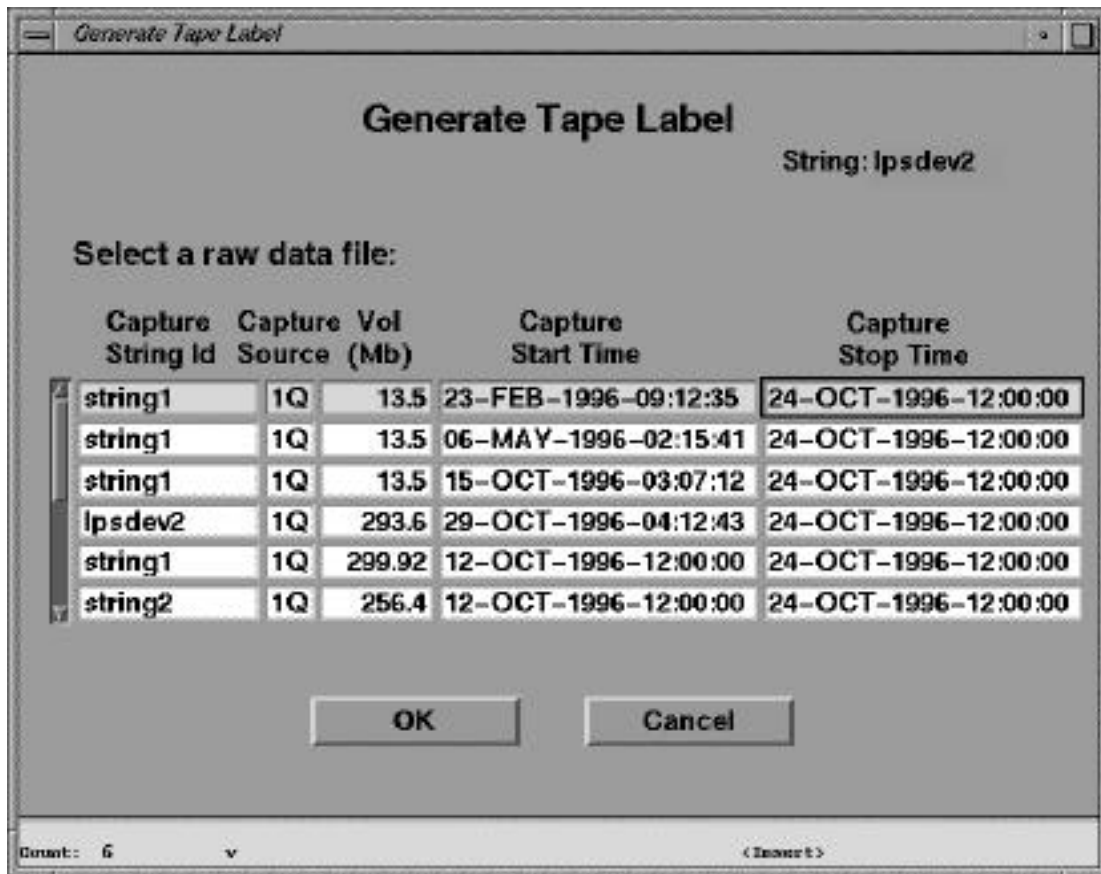 Generate Tape Label
Generate Tape Label
String: lpsdev2
Select a raw data file:
Capture Capture Vol Capture Capture
String Id Source (Mb) Start Time Stop Time
string1 1Q 13.5 23-FEB-1996-09:12:35 24-OCT-1996-12:00:00
string1 1Q 13.5 06-MAY-1996-02:15:41 24-OCT-1996-12:00:00
string1 1Q 13.5 15-OCT-1996-03:07:12 24-OCT-1996-12:00:00
lpsdev2 1Q 293.6 29-OCT-1996-04:12:43 24-OCT-1996-12:00:00
string1 1Q 299.92 12-OCT-1996-12:00:00 24-OCT-1996-12:00:00
string2 1Q 256.4 12-OCT-1996-12:00:00 24-OCT-1996-12:00:00
OK Cancel
Count: 6 v <Insert>